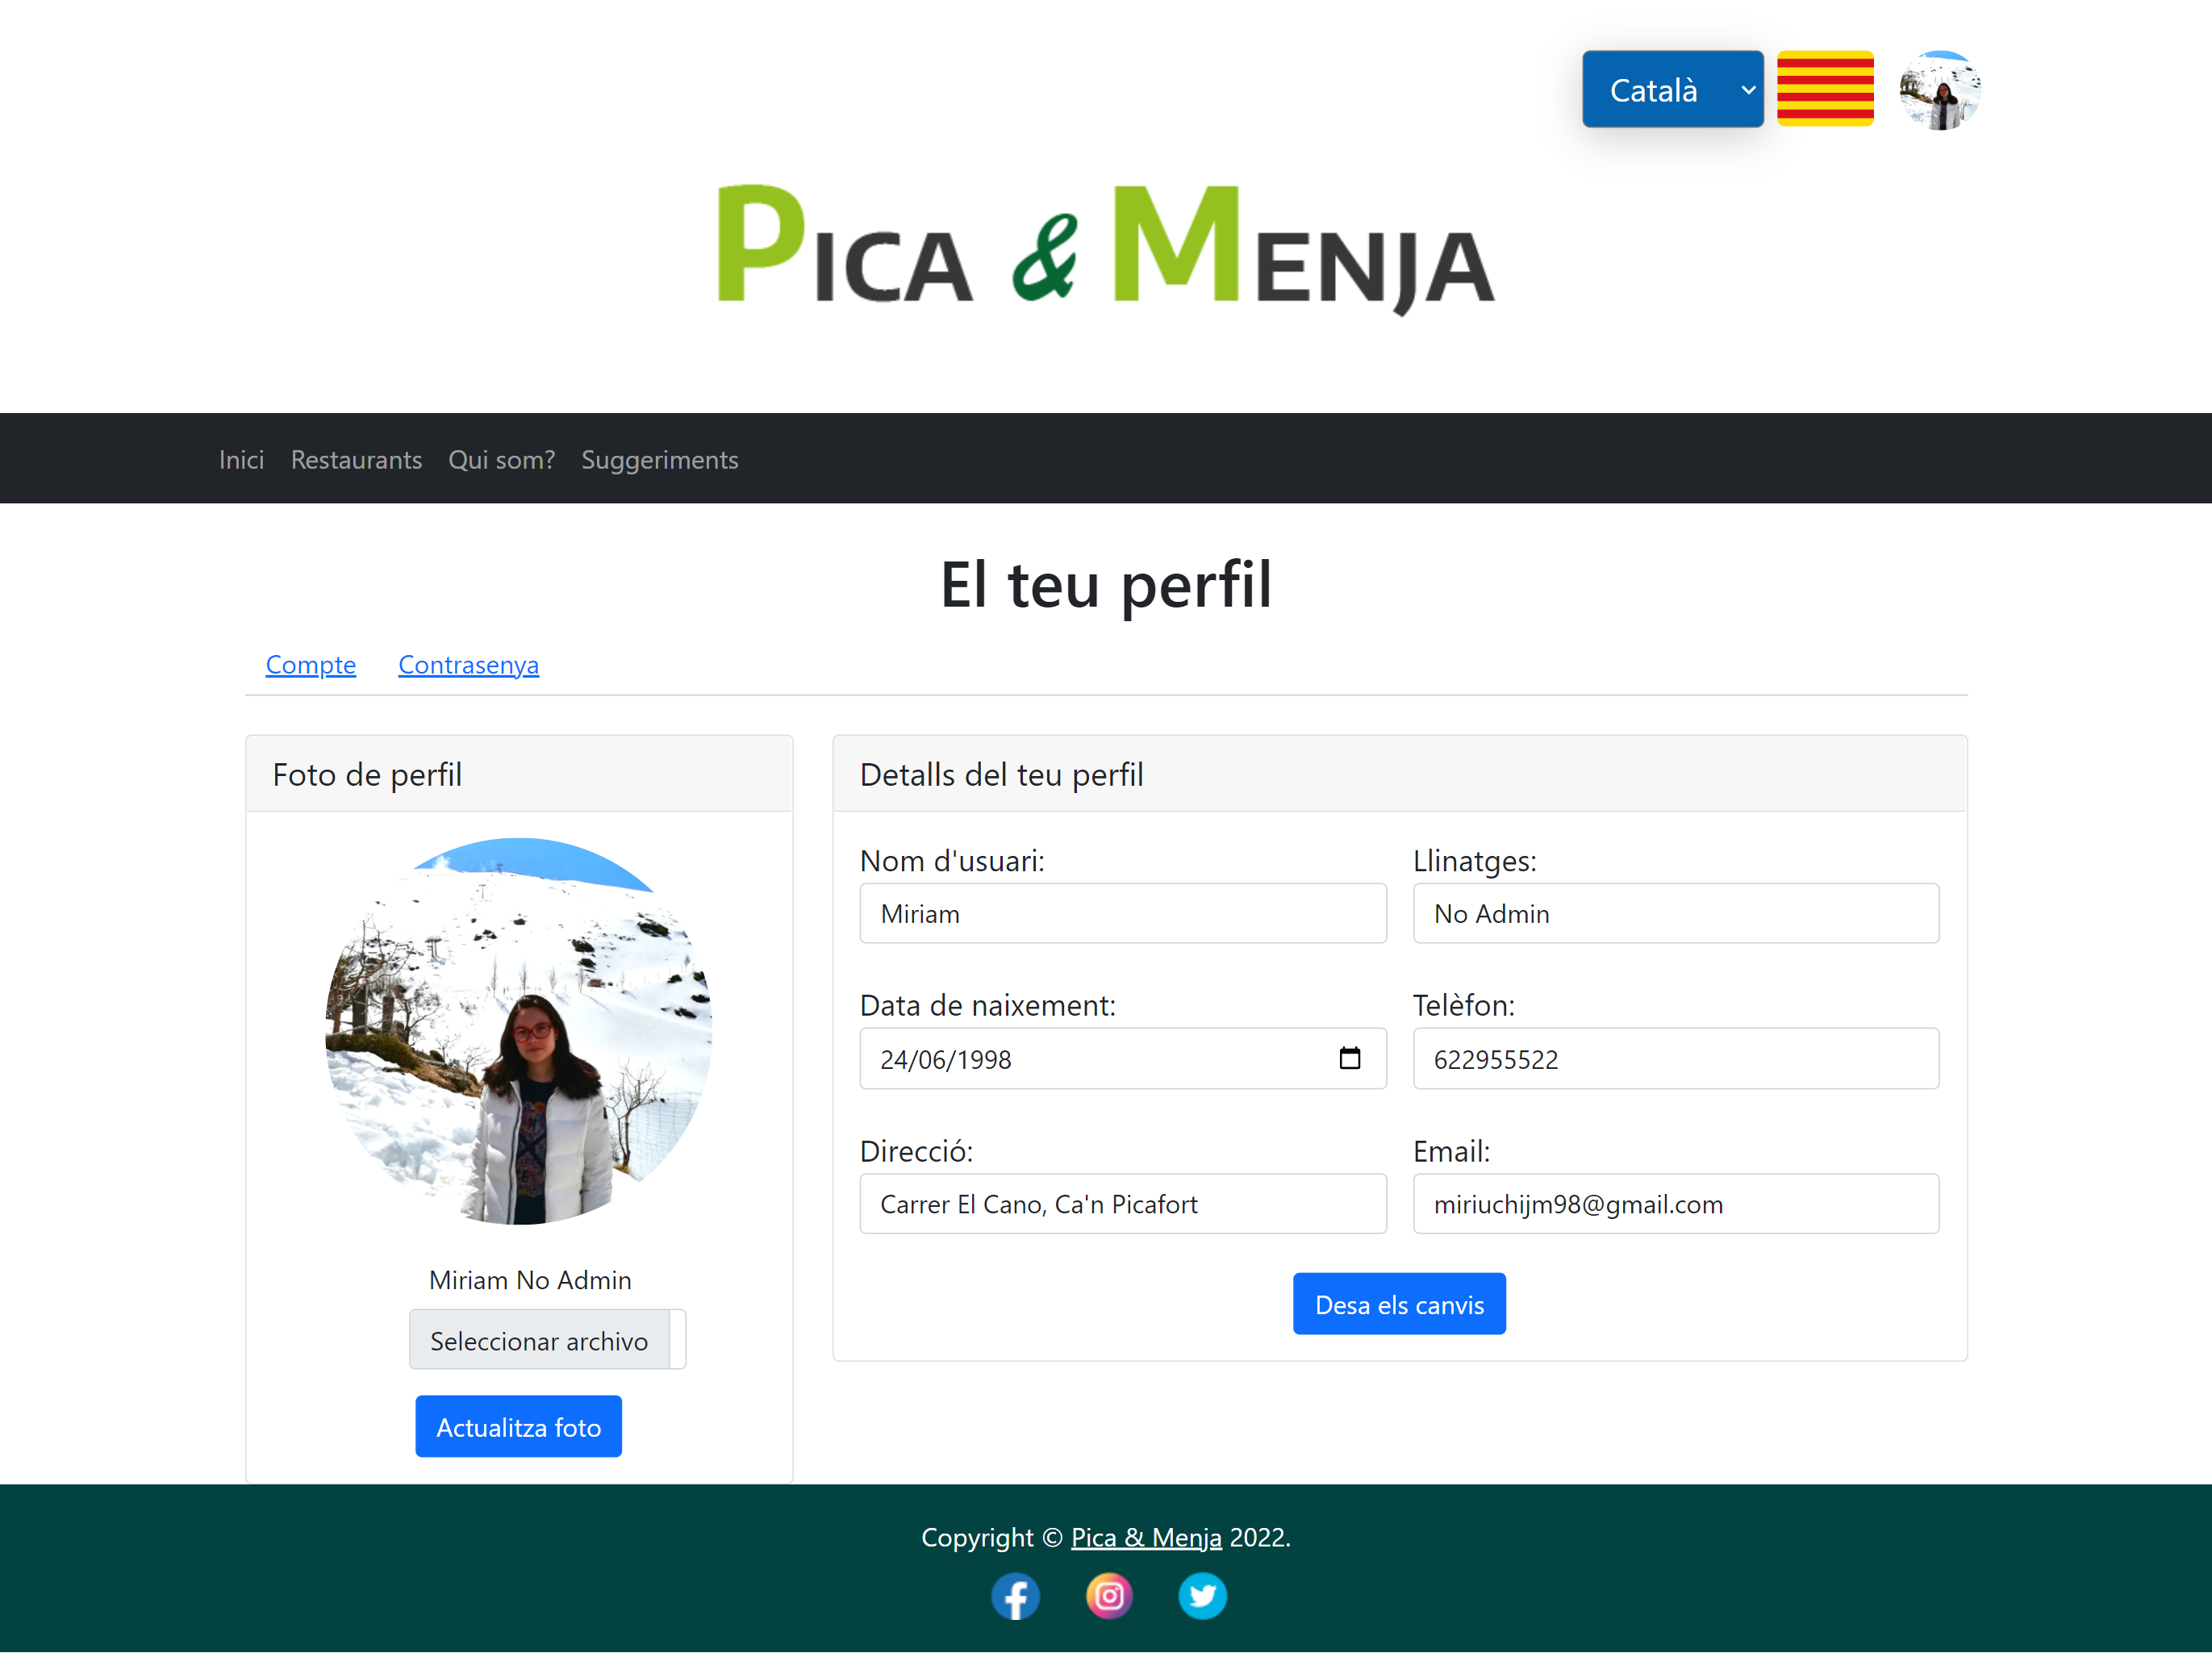 Català
PICA & MENJA
Inici Restaurants Qui som? Suggeriments
El teu perfil
Compte Contrasenya
Foto de perfil
Miriam No Admin
Seleccionar archivo
Actualitza foto
Detalls del teu perfil
Nom d'usuari: Llinatges:
Miriam No Admin
Data de naixement: Telèfon:
24/06/1998 622955522
Direcció: Email:
Carrer El Cano, Ca'n Picafort miriuchijm98@gmail.com
Desa els canvis
Copyright © Pica & Menja 2022.